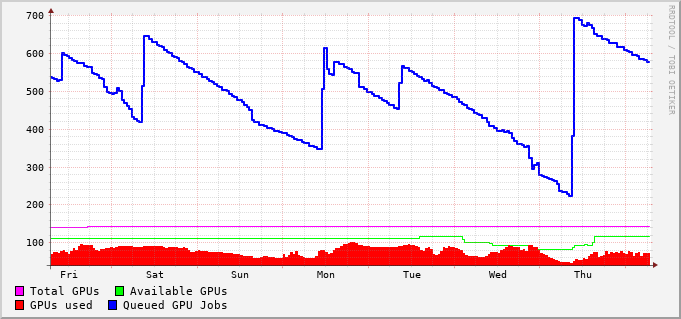 700
600
500
400
300
200
100
Fri Sat Sun Mon Tue Wed Thu
Total GPUs Available GPUs
GPUs used Queued GPU Jobs
RRDTOOL / TOBI OETIKER